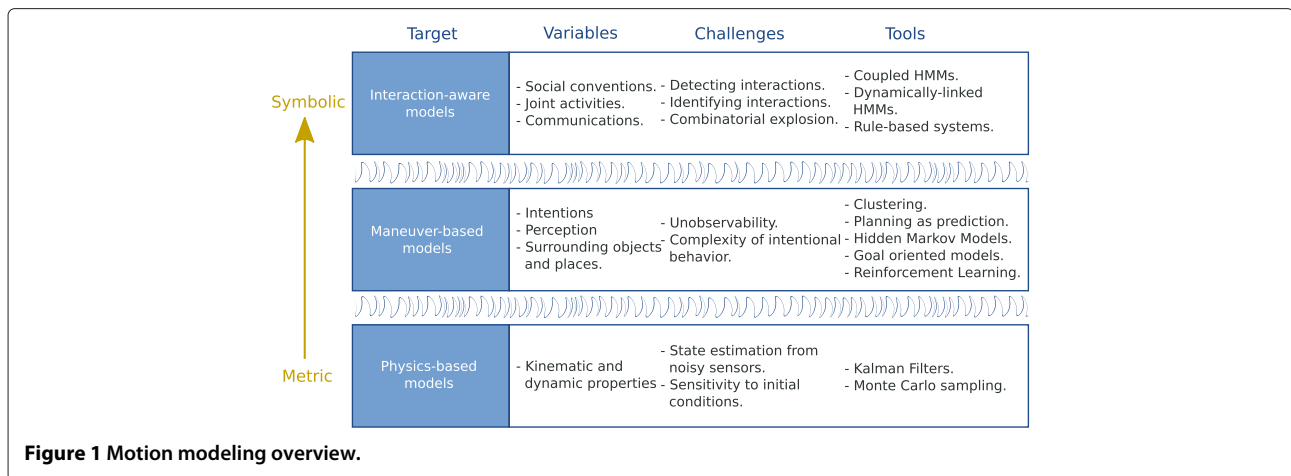 Target Variables Challenges Tools
Symbolic
Metric
Interaction-aware
models
- Social conventions.
- Joint activities.
- Communications.
- Detecting interactions.
- Identifying interactions.
- Combinatorial explosion.
- Coupled HMMs.
- Dynamically-linked
HMMs.
- Rule-based systems.
Maneuver-based
models
- Intentions
- Perception
- Surrounding objects
and places.
- Unobservability.
- Complexity of intentional
behavior.
- Clustering.
- Planning as prediction.
- Hidden Markov Models.
- Goal oriented models.
- Reinforcement Learning.
Physics-based
models
- Kinematic and
dynamic properties
- State estimation from
noisy sensors.
- Sensitivity to initial
conditions.
- Kalman Filters.
- Monte Carlo sampling.
Figure 1 Motion modeling overview.